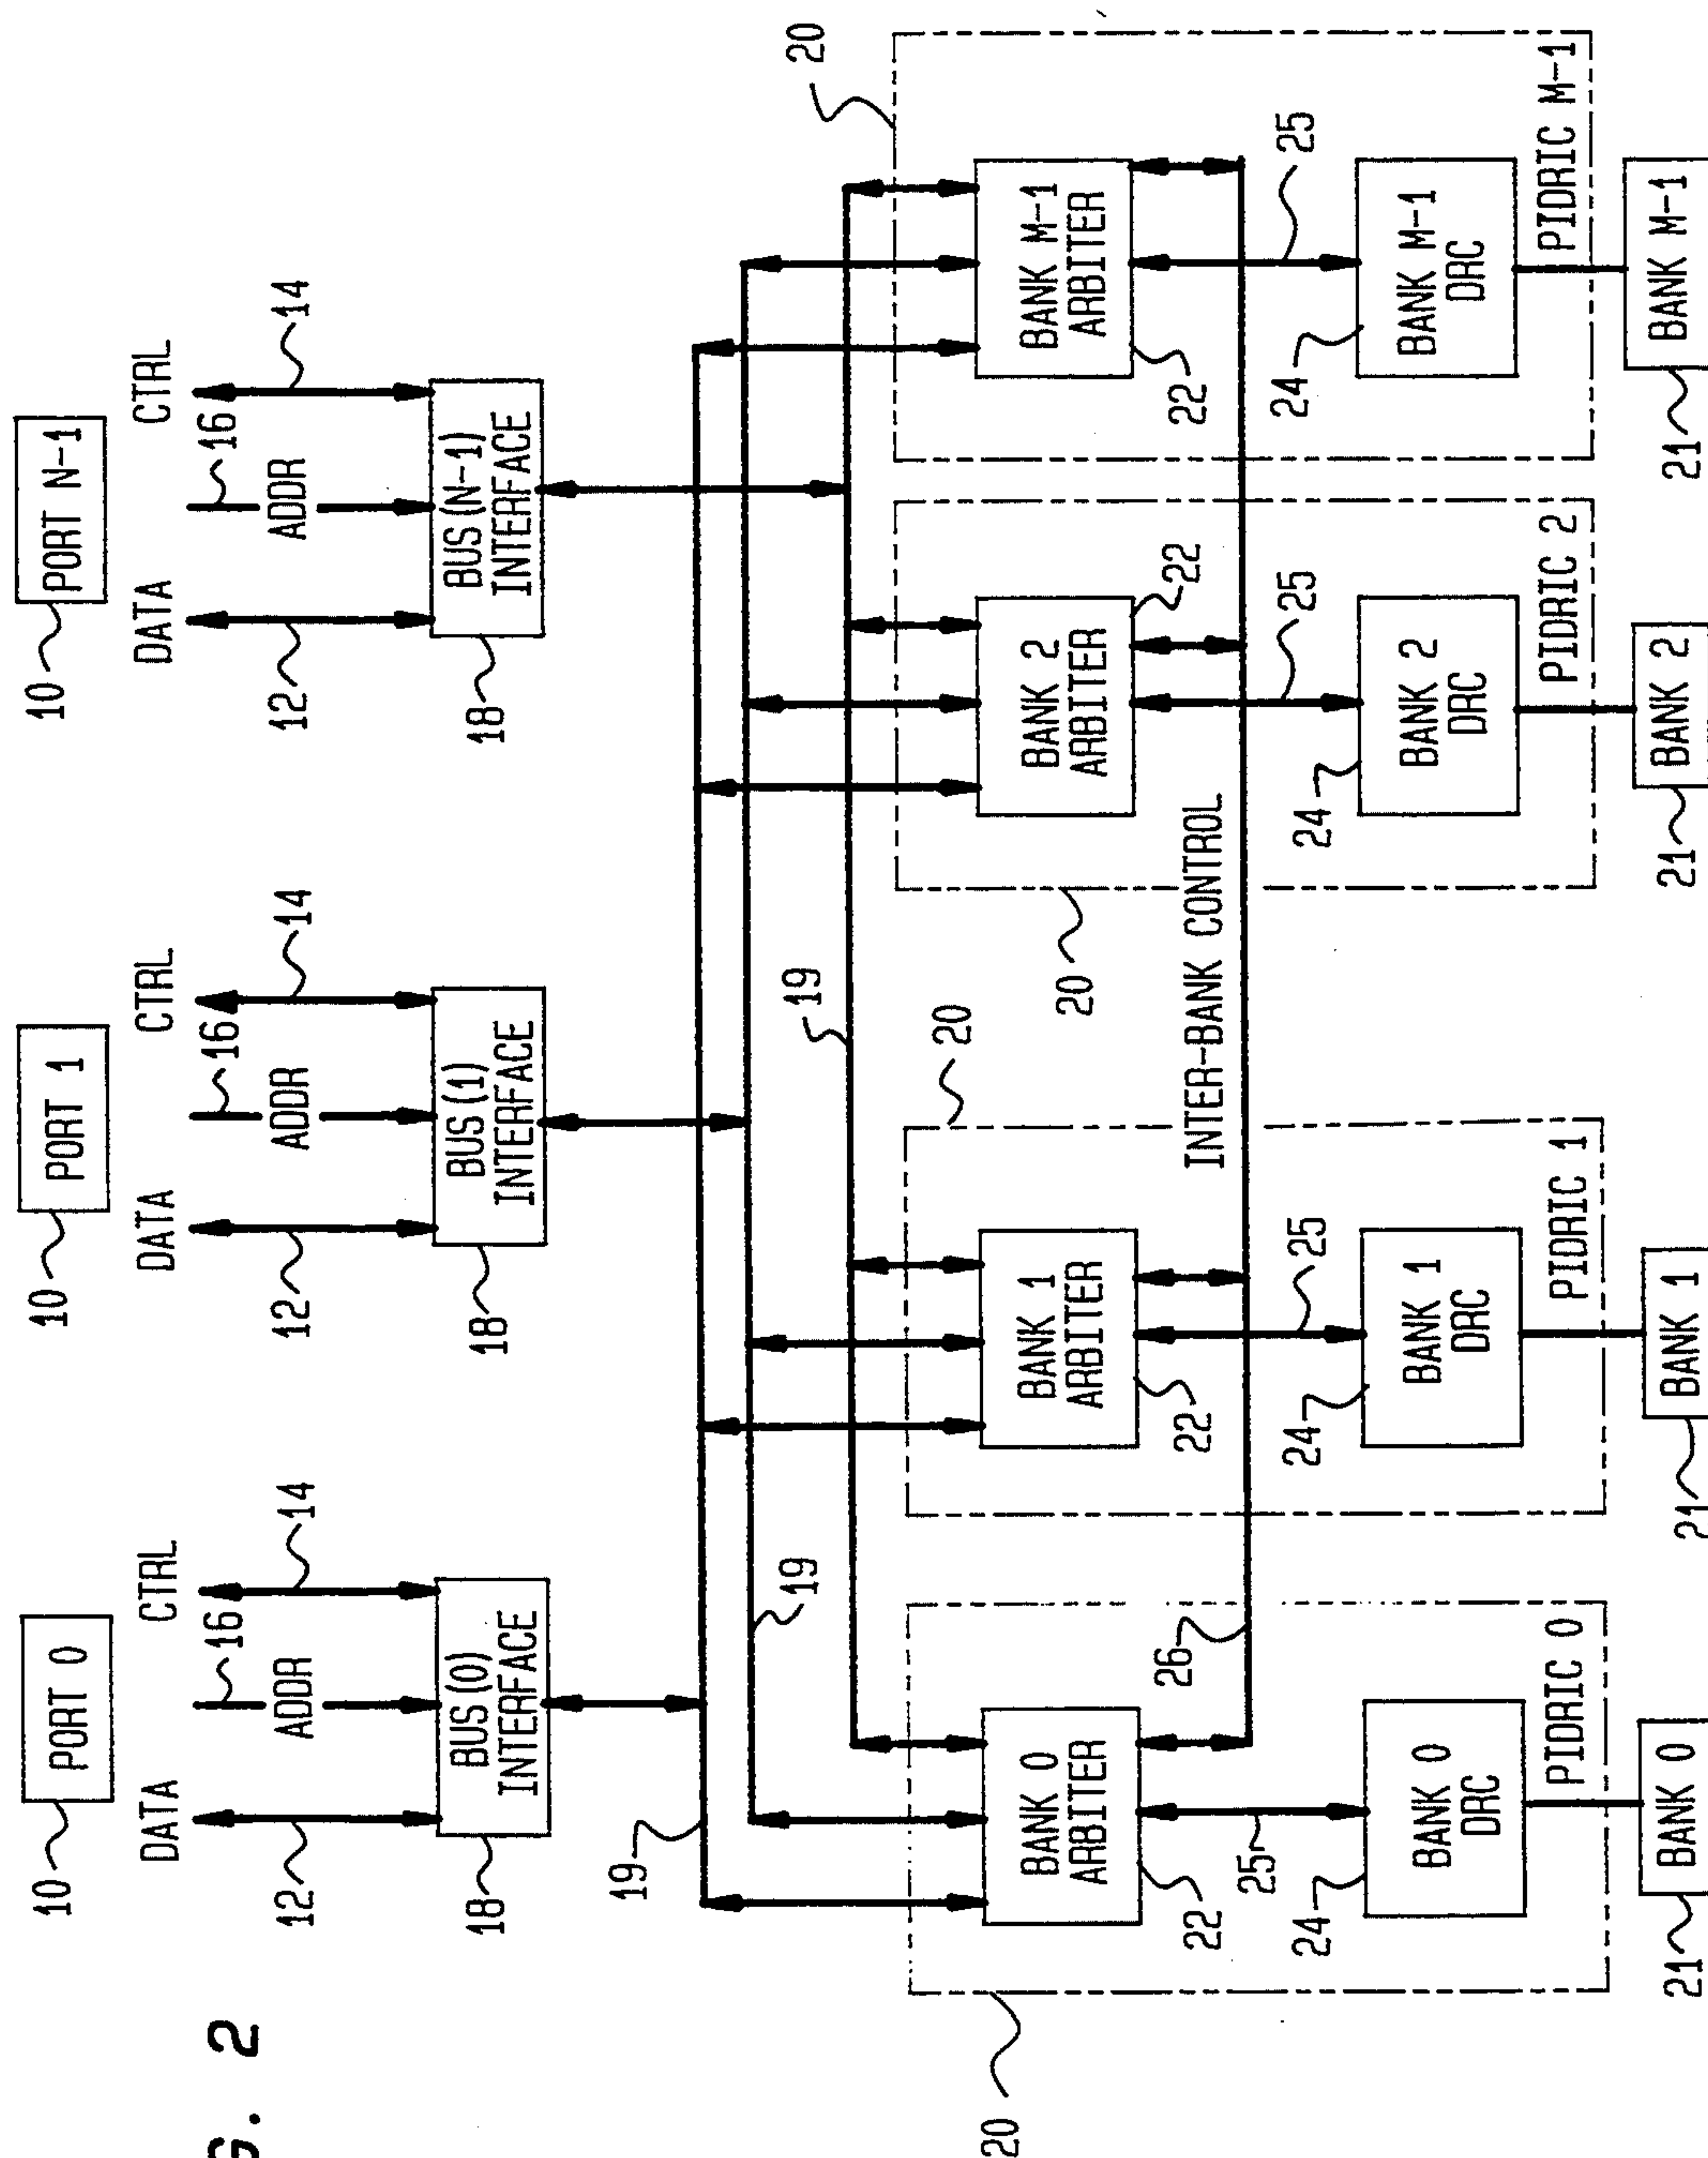 G. 2
10
PORT 0
10
PORT 1
10
PORT N-1
DATA
CTRL
DATA
CTRL
DATA
CTRL
12
ADDR
16
14
12
ADDR
16
14
12
ADDR
16
14
18
BUS (0)
INTERFACE
18
BUS (1)
INTERFACE
18
BUS (N-1)
INTERFACE
19
19
19
20
20
20
20
BANK 0
ARBITER
BANK 1
ARBITER
BANK 2
ARBITER
BANK M-1
ARBITER
22
26
22
INTER-BANK CONTROL
22
22
25
25
25
25
24
BANK 0
DRC
24
BANK 1
DRC
24
BANK 2
DRC
24
BANK M-1
DRC
PIDRIC 0
PIDRIC 1
PIDRIC 2
PIDRIC M-1
21
BANK 0
21
BANK 1
21
BANK 2
21
BANK M-1